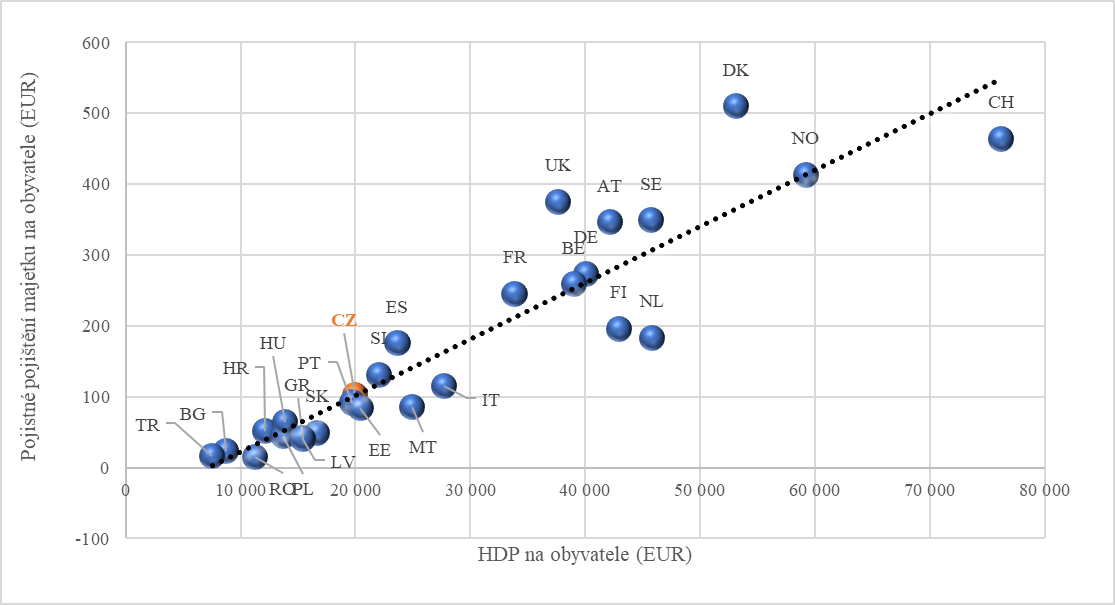 600
500
400
300
200
100
0
-100
Pojistné pojištění majetku na obyvatele (EUR)
DK
CH
NO
UK
AT
SE
DE
BE
FR
FI
NL
ES
CZ
SI
HU
PT
HR
GR
SK
IT
BG
TR
EE
MT
LV
RO
PL
0
10 000
20 000
30 000
40 000
50 000
60 000
70 000
80 000
HDP na obyvatele (EUR)